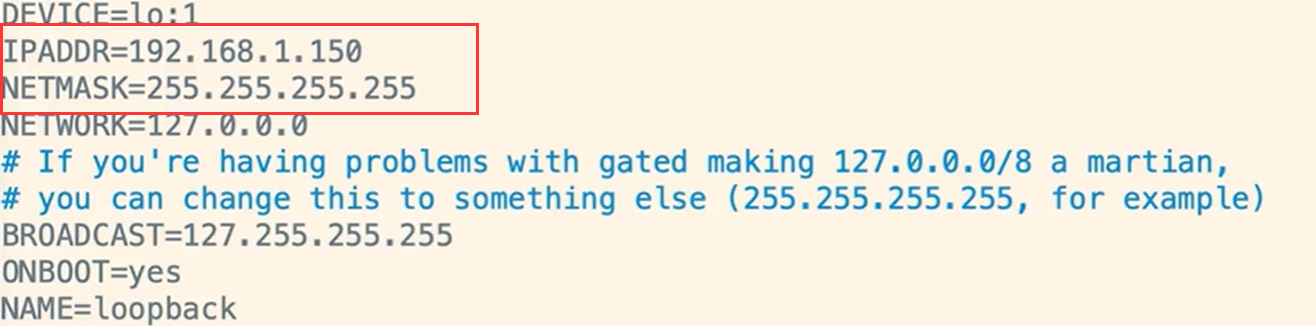 DEVICE=lo:1
IPADDR=192.168.1.150
NETMASK=255.255.255.255
NETWORK=127.0.0.0
# If you're having problems with gated making 127.0.0.0/8 a martian,
# you can change this to something else (255.255.255.255, for example)
BROADCAST=127.255.255.255
ONBOOT=yes
NAME=loopback